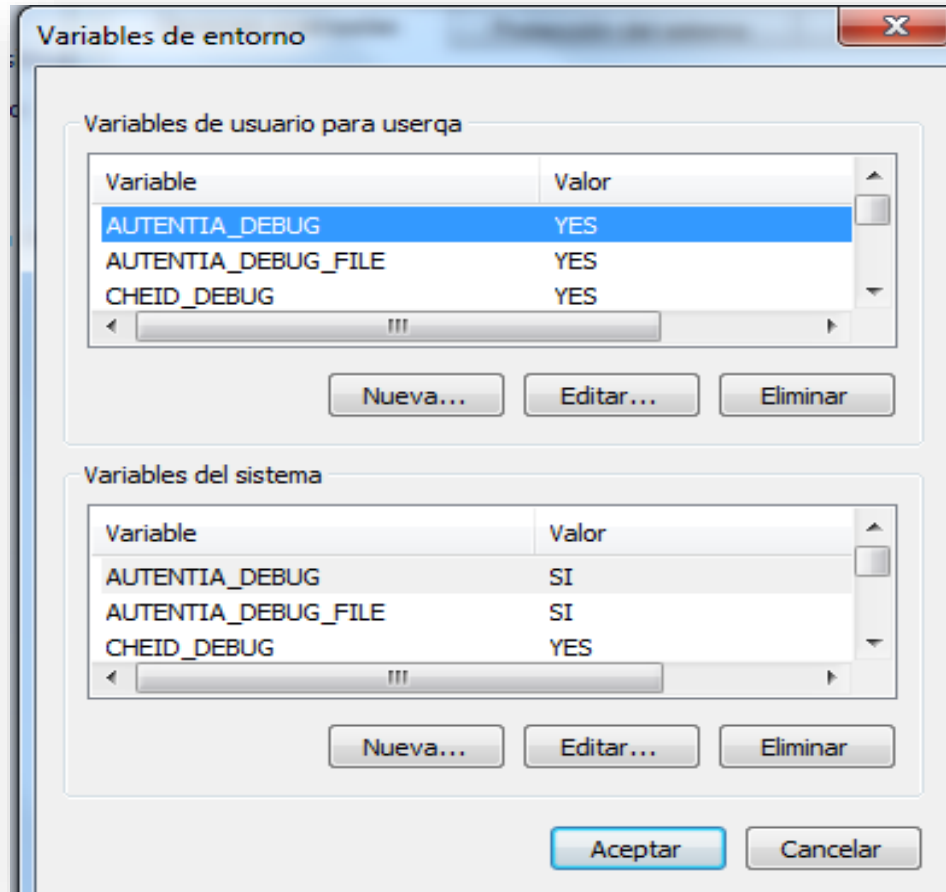 Variables de entorno
Variables de usuario para userqa
Variable Valor
AUTENTIA_DEBUG YES
AUTENTIA_DEBUG_FILE YES
CHEID_DEBUG YES
Nueva... Editar... Eliminar
Variables del sistema
Variable Valor
AUTENTIA_DEBUG SI
AUTENTIA_DEBUG_FILE SI
CHEID_DEBUG YES
Nueva... Editar... Eliminar
Aceptar Cancelar